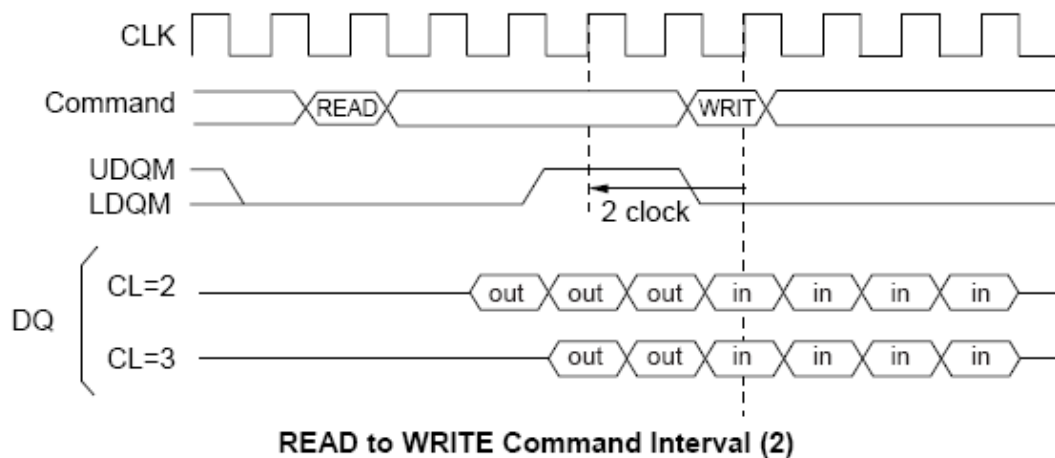 CLK
Command READ WRIT
UDQM
LDQM 2 clock
CL=2 out out out in in in in
DQ
CL=3 out out in in in in
READ to WRITE Command Interval (2)